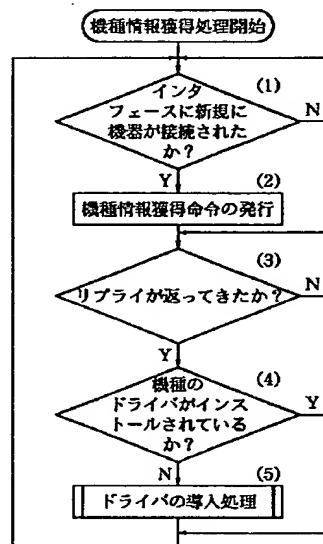 機種情報獲得処理開始
(1)
インタ
フェースに新規に
機器が接続された
か?
N
Y
(2)
機種情報獲得命令の発行
(3)
リプライが返ってきたか?
N
Y
(4)
機種の
ドライバがインス
トールされている
か?
Y
N
(5)
ドライバの導入処理